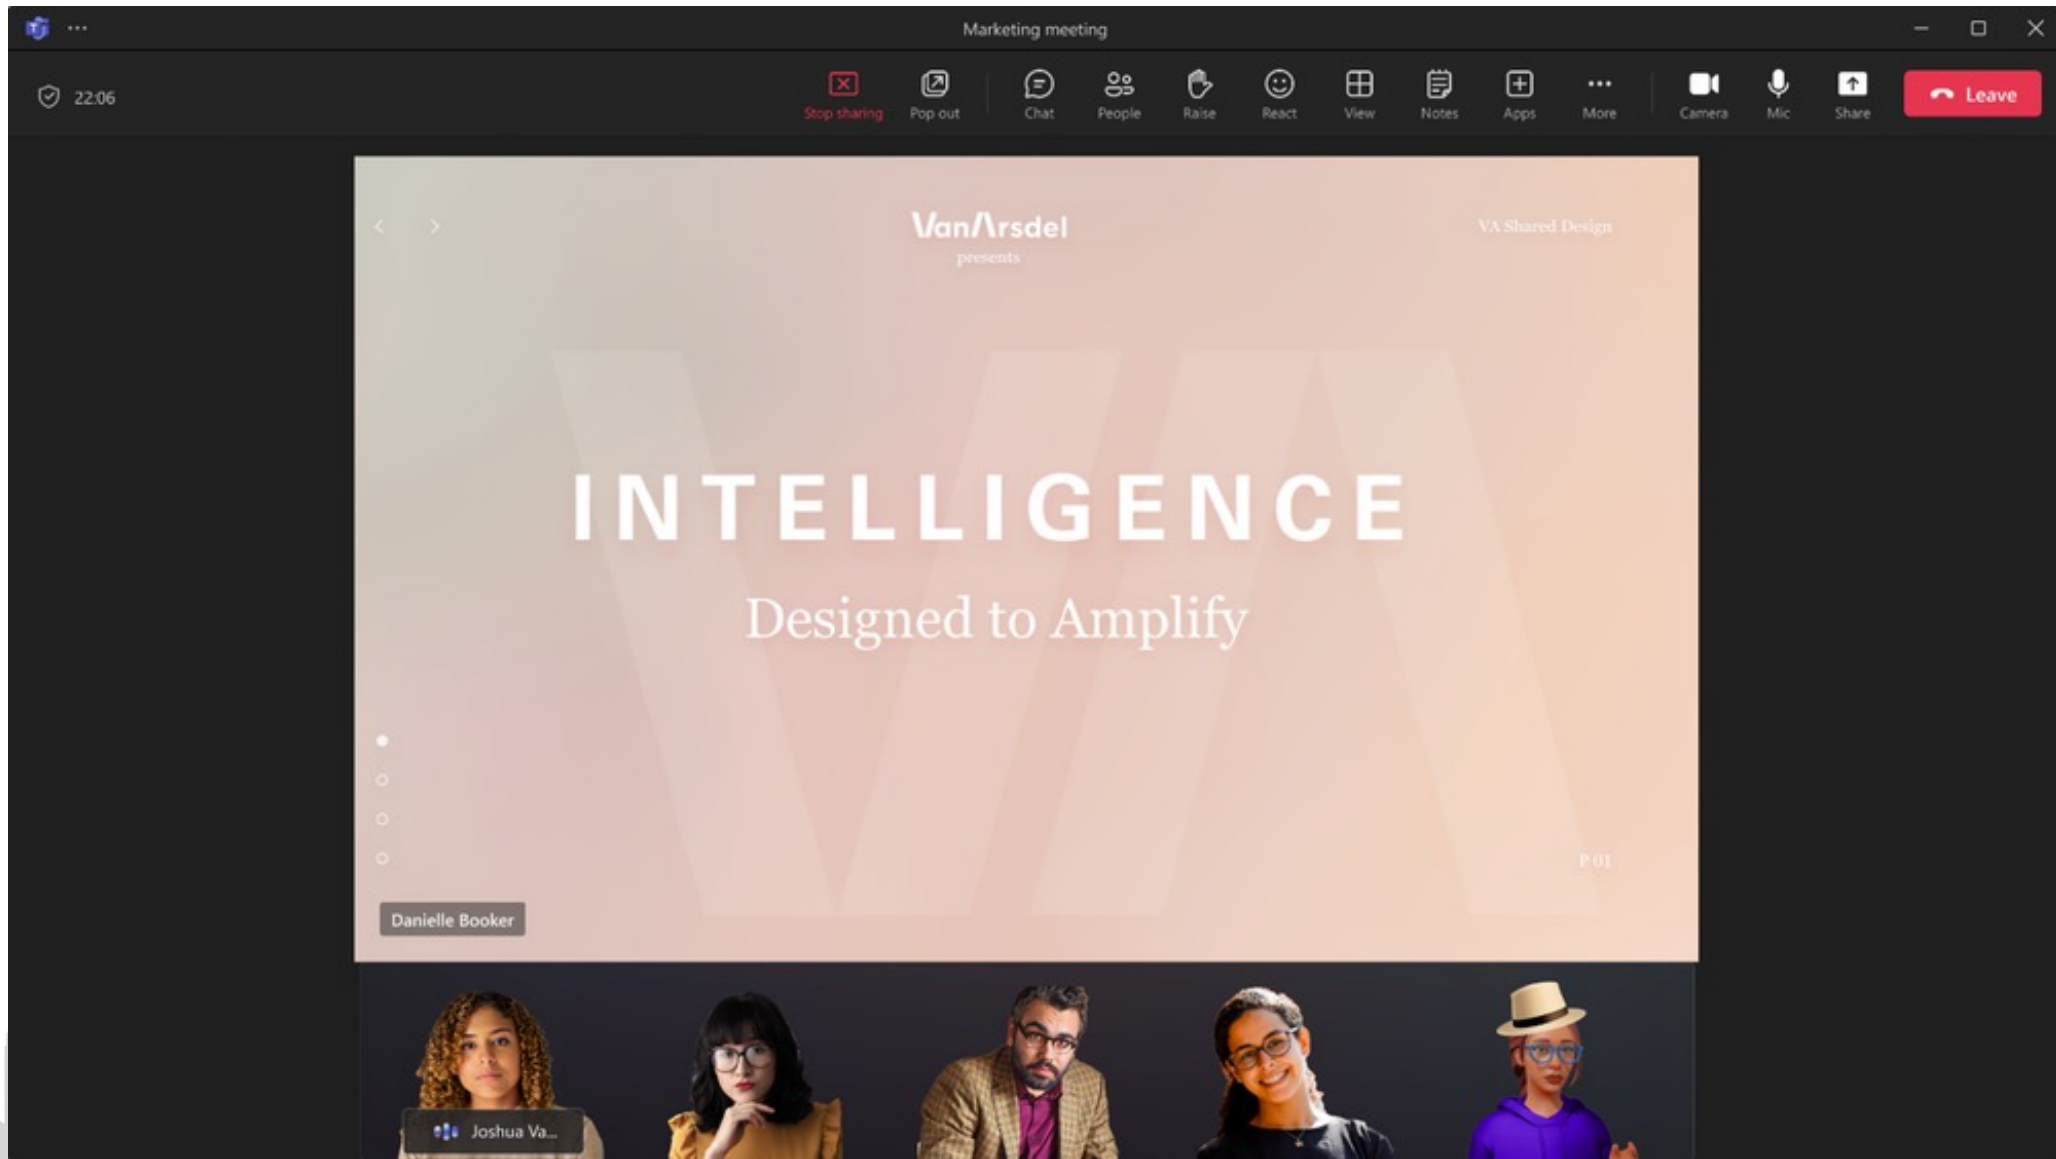 Marketing meeting
22:06
Stop sharing
Pop out
Chat
People
Raise
React
View
Notes
Apps
More
Camera
Mic
Share
Leave
VanArsdel
presents
VA Shared Design
INTELLIGENCE
Designed to Amplify
P 01
Danielle Booker
Joshua Va...